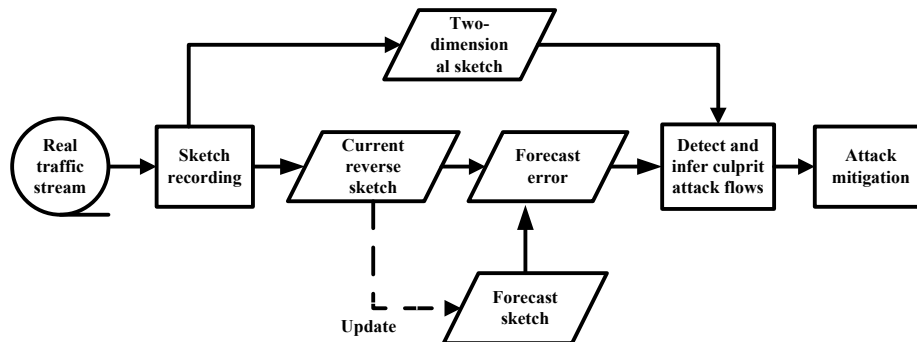 Two-
dimension
al sketch
Real
traffic
stream
Sketch
recording
Current
reverse
sketch
Forecast
error
Detect and
infer culprit
attack flows
Attack
mitigation
Update
Forecast
sketch